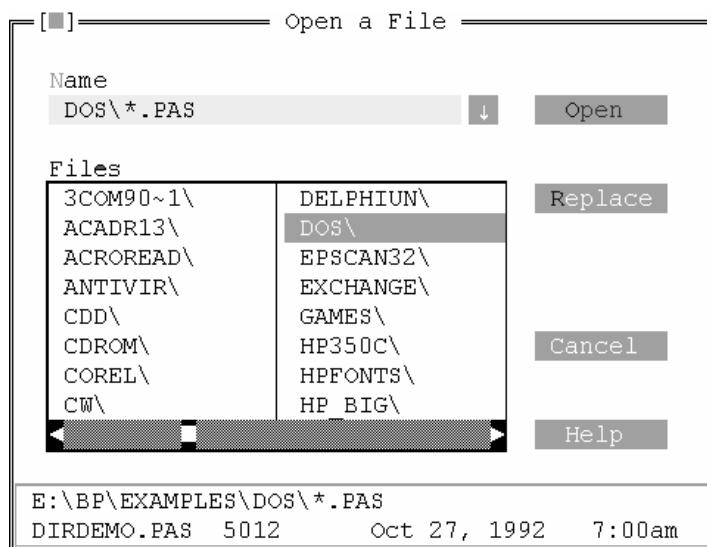 [■] Open a File
Name
DOS\*.PAS ↓ Open
Files
3COM90~1\ DELPHIUN\ Replace
ACADR13\ DOS\
ACROREAD\ EPSCAN32\
ANTIVIR\ EXCHANGE\
CDD\ GAMES\
CDROM\ HP350C\ Cancel
COREL\ HPFONTS\
CW\ HP_BIG\
Help
E:\BP\EXAMPLES\DOS\*.PAS
DIRDEMO.PAS 5012 Oct 27, 1992 7:00am